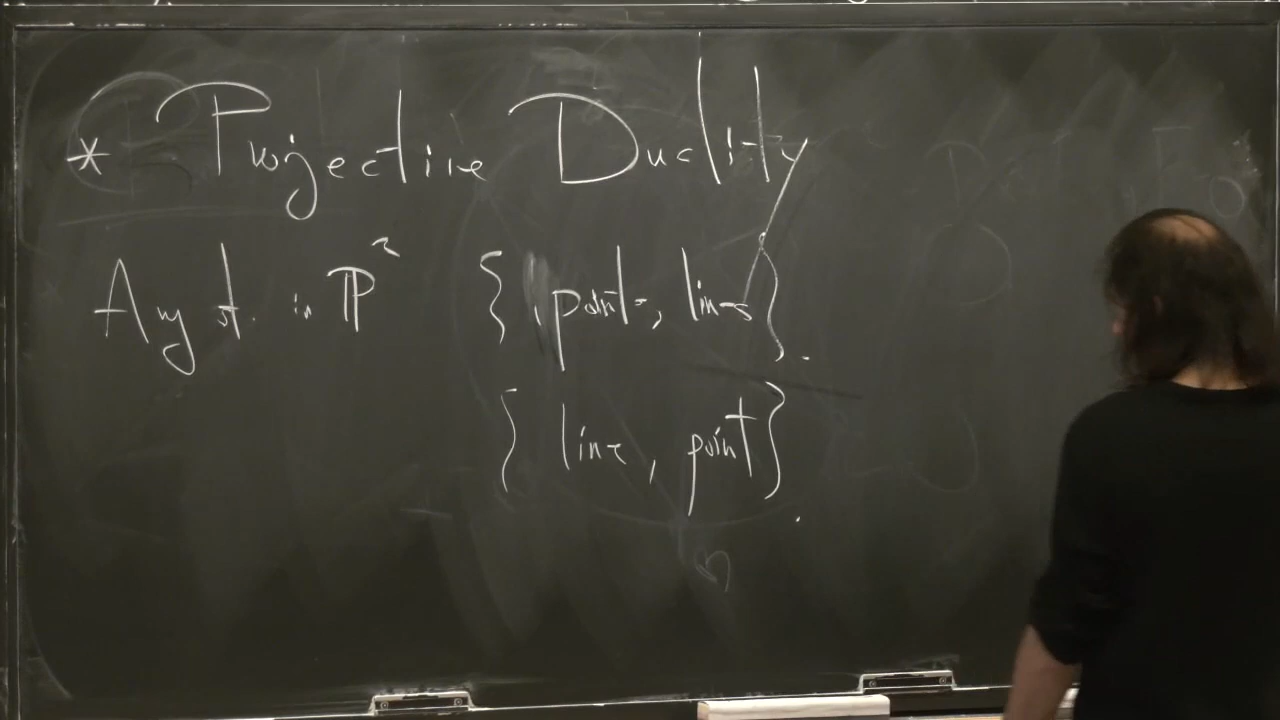 * Projective Duality
Any st. in ℙ² { points, lines }.
{ line, point }.